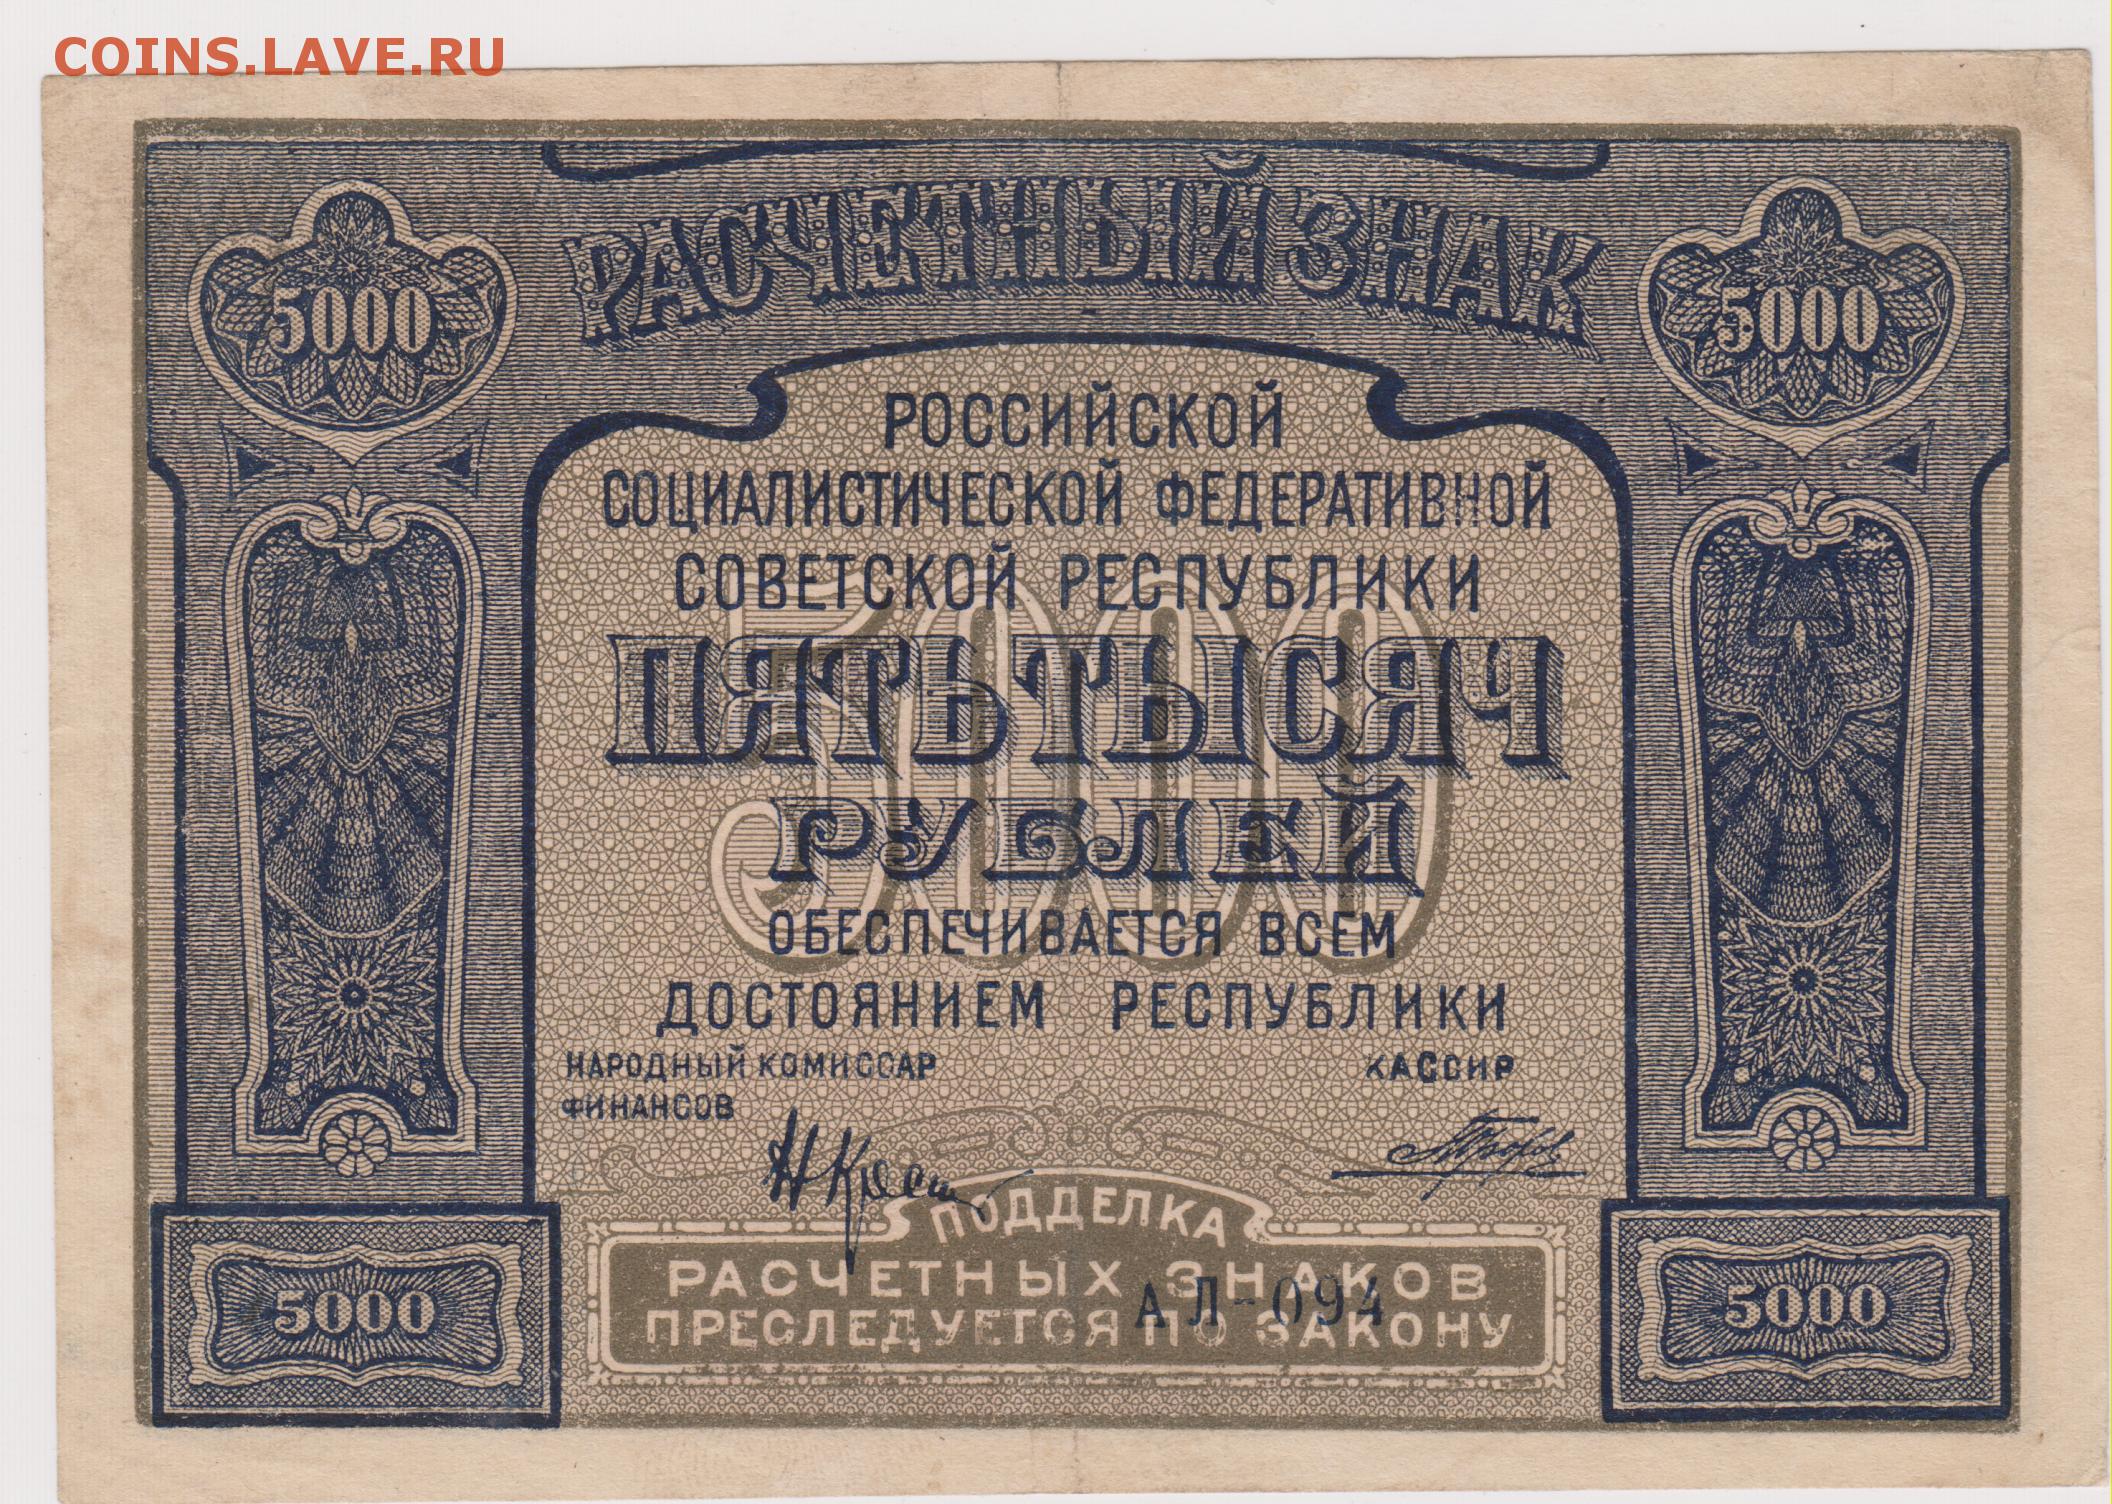 COINS.LAVE.RU
РАСЧЕТНЫЙ ЗНАК
5000 5000
РОССИЙСКОЙ
СОЦИАЛИСТИЧЕСКОЙ ФЕДЕРАТИВНОЙ
СОВЕТСКОЙ РЕСПУБЛИКИ
5000
ПЯТЬ ТЫСЯЧ
РУБЛЕЙ
ОБЕСПЕЧИВАЕТСЯ ВСЕМ
ДОСТОЯНИЕМ РЕСПУБЛИКИ
НАРОДНЫЙ КОМИССАР
ФИНАНСОВ
КАССИР
ПОДДЕЛКА
РАСЧЕТНЫХ ЗНАКОВ
ПРЕСЛЕДУЕТСЯ ПО ЗАКОНУ
АЛ-094
5000 5000